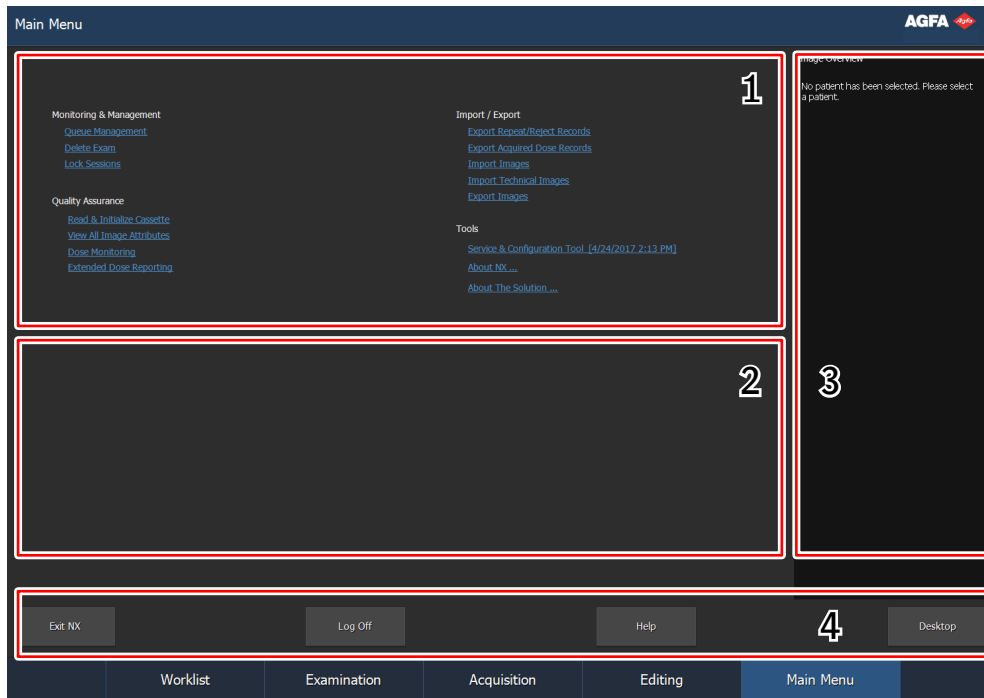 Main Menu
AGFA
1
Monitoring & Management
Queue Management
Delete Exam
Lock Sessions
Quality Assurance
Read & Initialize Cassette
View All Image Attributes
Dose Monitoring
Extended Dose Reporting
Import / Export
Export Repeat/Reject Records
Export Acquired Dose Records
Import Images
Import Technical Images
Export Images
Tools
Service & Configuration Tool [4/24/2017 2:13 PM]
About NX ...
About The Solution ...
Image Overview
No patient has been selected. Please select
a patient.
2
3
Exit NX
Log Off
Help
4
Desktop
Worklist
Examination
Acquisition
Editing
Main Menu